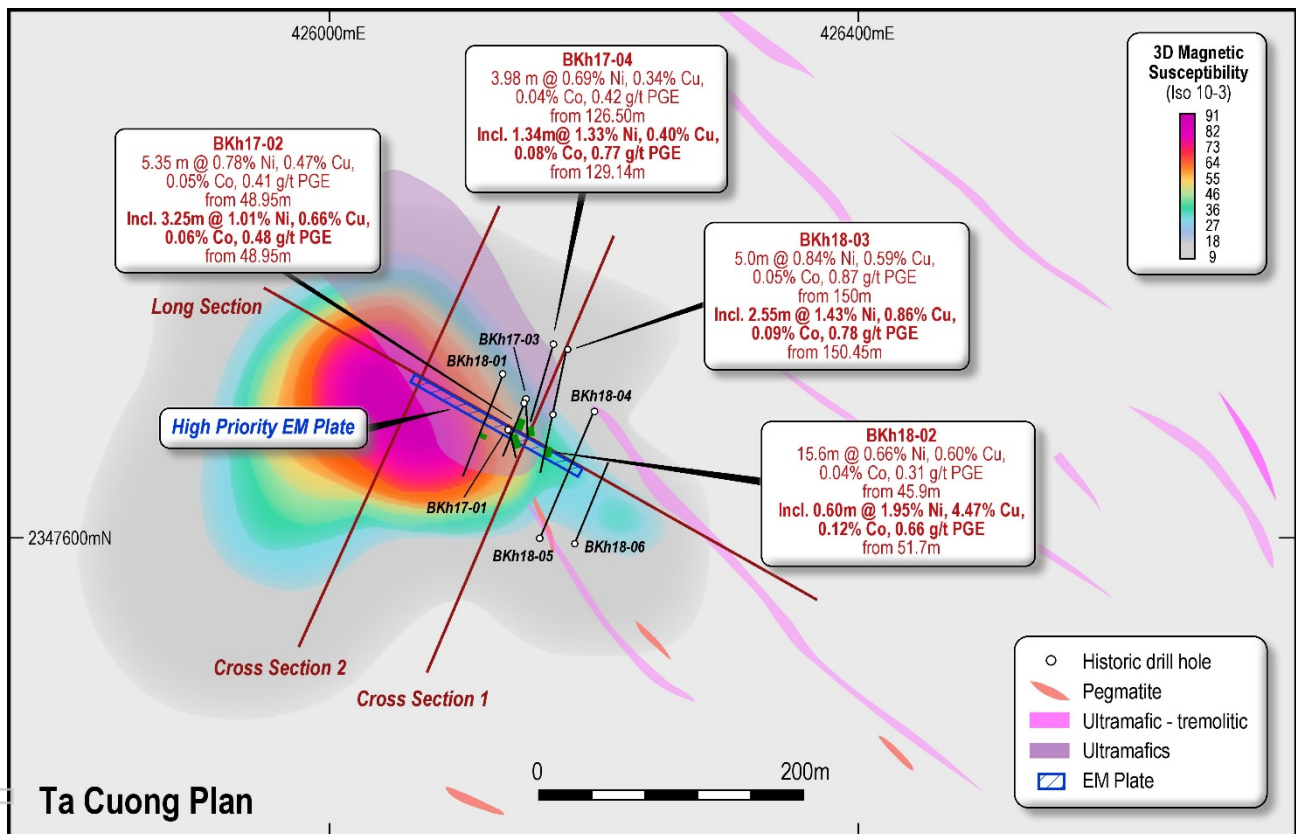 426000mE
426400mE
BKh17-04
3.98 m @ 0.69% Ni, 0.34% Cu,
0.04% Co, 0.42 g/t PGE
from 126.50m
Incl. 1.34m@ 1.33% Ni, 0.40% Cu,
0.08% Co, 0.77 g/t PGE
from 129.14m
3D Magnetic
Susceptibility
(Iso 10-3)
91
82
73
64
55
45
36
27
18
9
BKh17-02
5.35 m @ 0.78% Ni, 0.47% Cu,
0.05% Co, 0.41 g/t PGE
from 48.95m
Incl. 3.25m @ 1.01% Ni, 0.66% Cu,
0.06% Co, 0.48 g/t PGE
from 48.95m
BKh18-03
5.0m @ 0.84% Ni, 0.59% Cu,
0.05% Co, 0.87 g/t PGE
from 150m
Incl. 2.55m @ 1.43% Ni, 0.86% Cu,
0.09% Co, 0.78 g/t PGE
from 150.45m
Long Section
BKh17-03
BKh18-01
BKh18-04
High Priority EM Plate
BKh18-02
15.6m @ 0.66% Ni, 0.60% Cu,
0.04% Co, 0.31 g/t PGE
from 45.9m
Incl. 0.60m @ 1.95% Ni, 4.47% Cu,
0.12% Co, 0.66 g/t PGE
from 51.7m
BKh17-01
2347600mN
BKh18-05
BKh18-06
Cross Section 2
Cross Section 1
Historic drill hole
Pegmatite
Ultramafic - tremolitic
Ultramafics
EM Plate
0
200m
Ta Cuong Plan